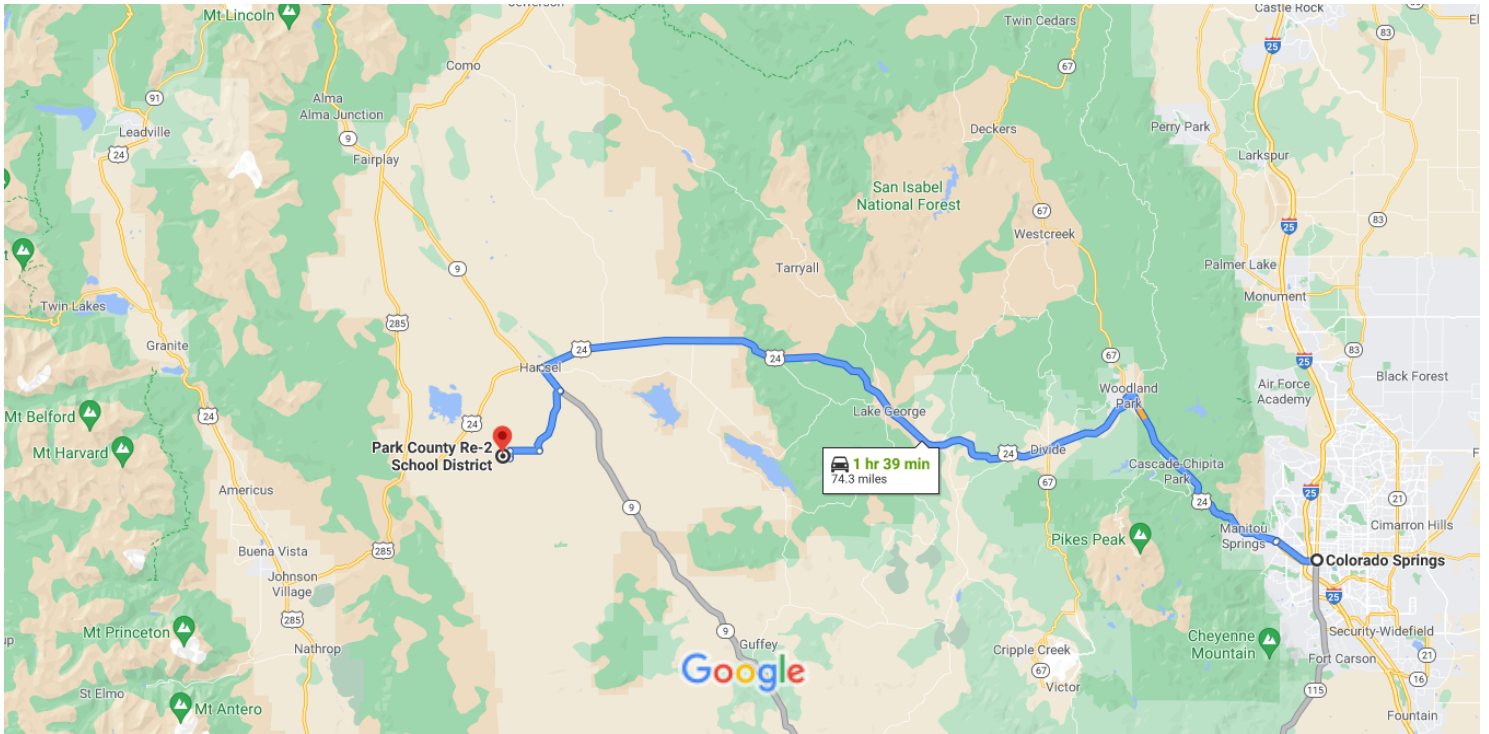 Mt Lincoln
Jefferson
Twin Cedars
Castle Rock
El
25
83
Como
67
91
Alma
Alma Junction
Leadville
24
9
Deckers
Perry Park
Fairplay
Larkspur
San Isabel
National Forest
67
83
Westcreek
25
9
Tarryall
Palmer Lake
Monument
Twin Lakes
285
Granite
24
24
67
83
25
Hartsel
Woodland
Park
Air Force
Academy
Black Forest
Mt Belford
24
24
Lake George
Mt Harvard
Park County Re-2
School District
1 hr 39 min
74.3 miles
24
Divide
Cascade-Chipita
Park
F
67
24
25
21
Americus
9
Manitou
Springs
Cimarron Hills
Pikes Peak
Buena Vista
285
Colorado Springs
Johnson
Village
25
285
Mt Princeton
9
Guffey
Cheyenne
Mountain
Security-Widefield
Nathrop
Cripple Creek
21
Fort Carson
Google
67
Victor
16
St Elmo
115
Mt Antero
Fountain